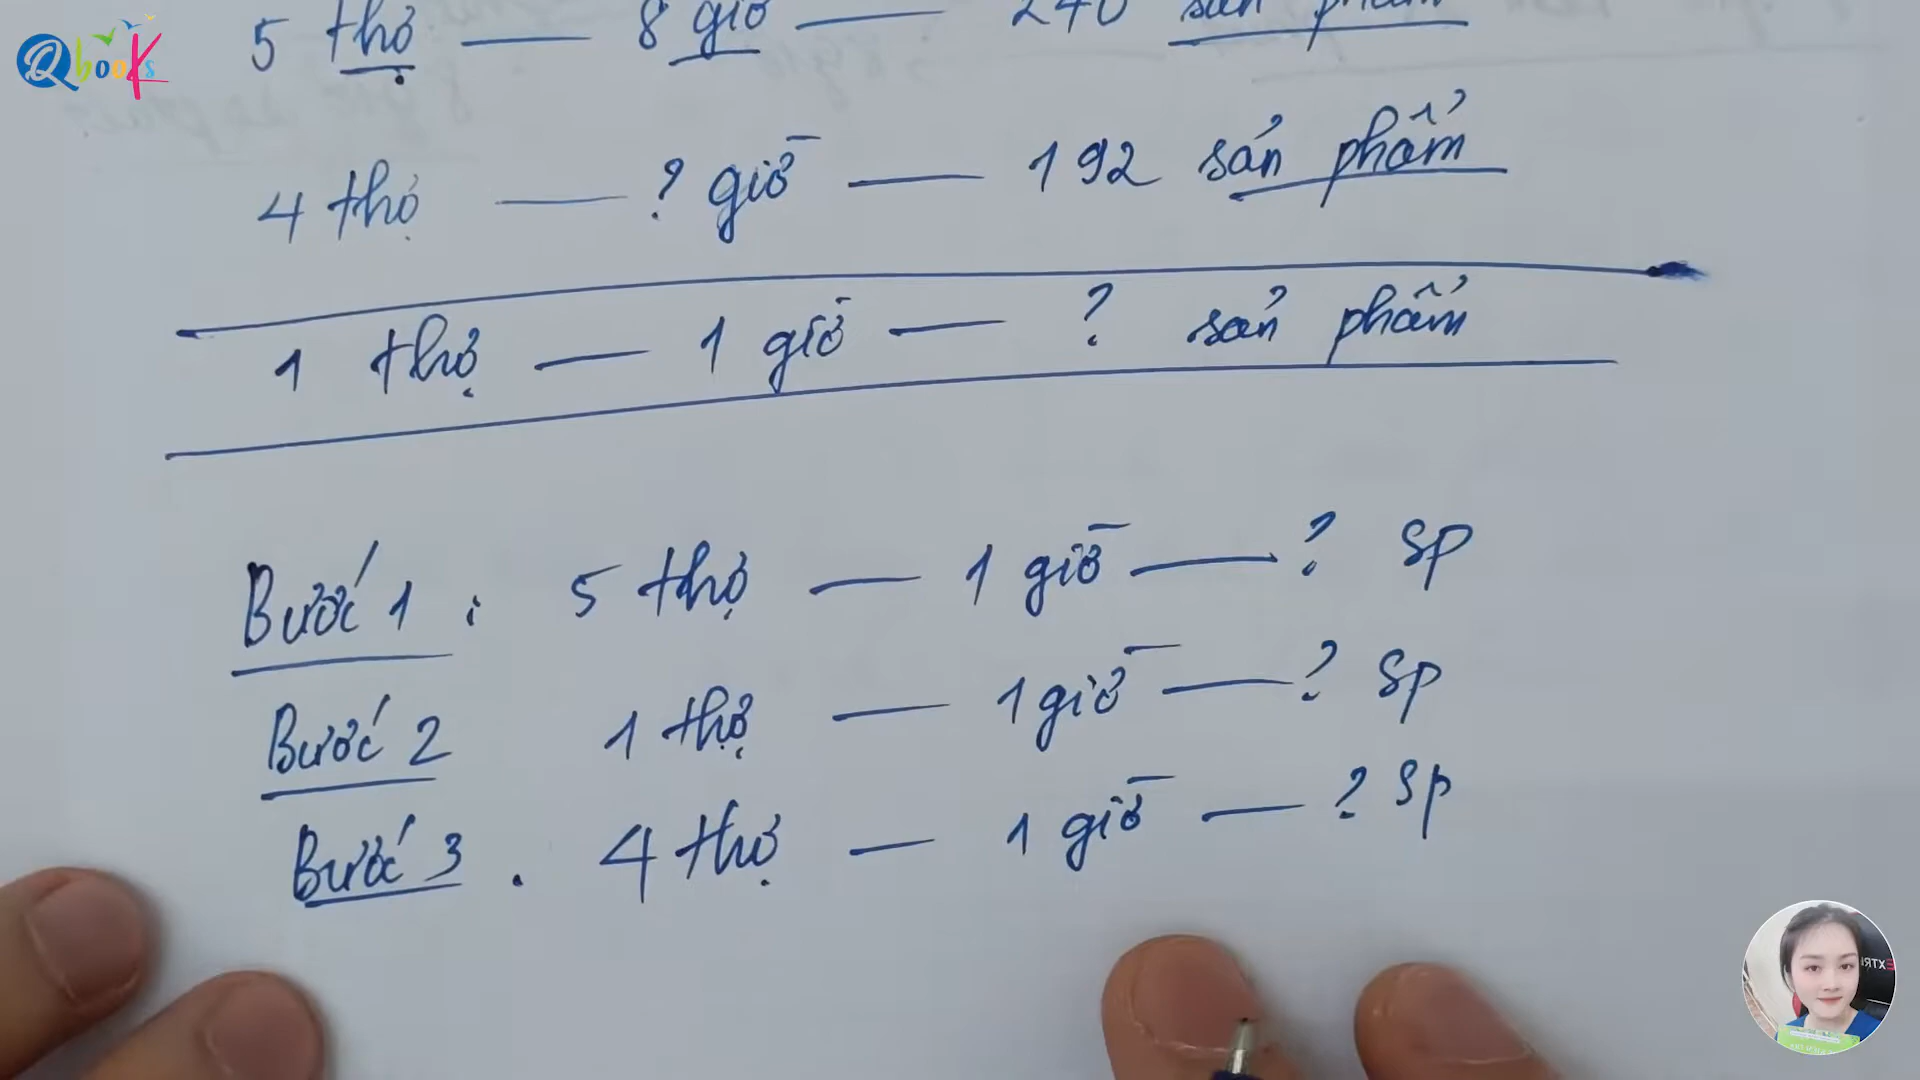 Qbooks
5 thợ — 8 giờ — 240 sản phẩm
4 thợ — ? giờ — 192 sản phẩm
1 thợ — 1 giờ — ? sản phẩm
Bước 1 : 5 thợ — 1 giờ — ? sp
Bước 2 1 thợ — 1 giờ — ? sp
Bước 3 . 4 thợ — 1 giờ — ? sp